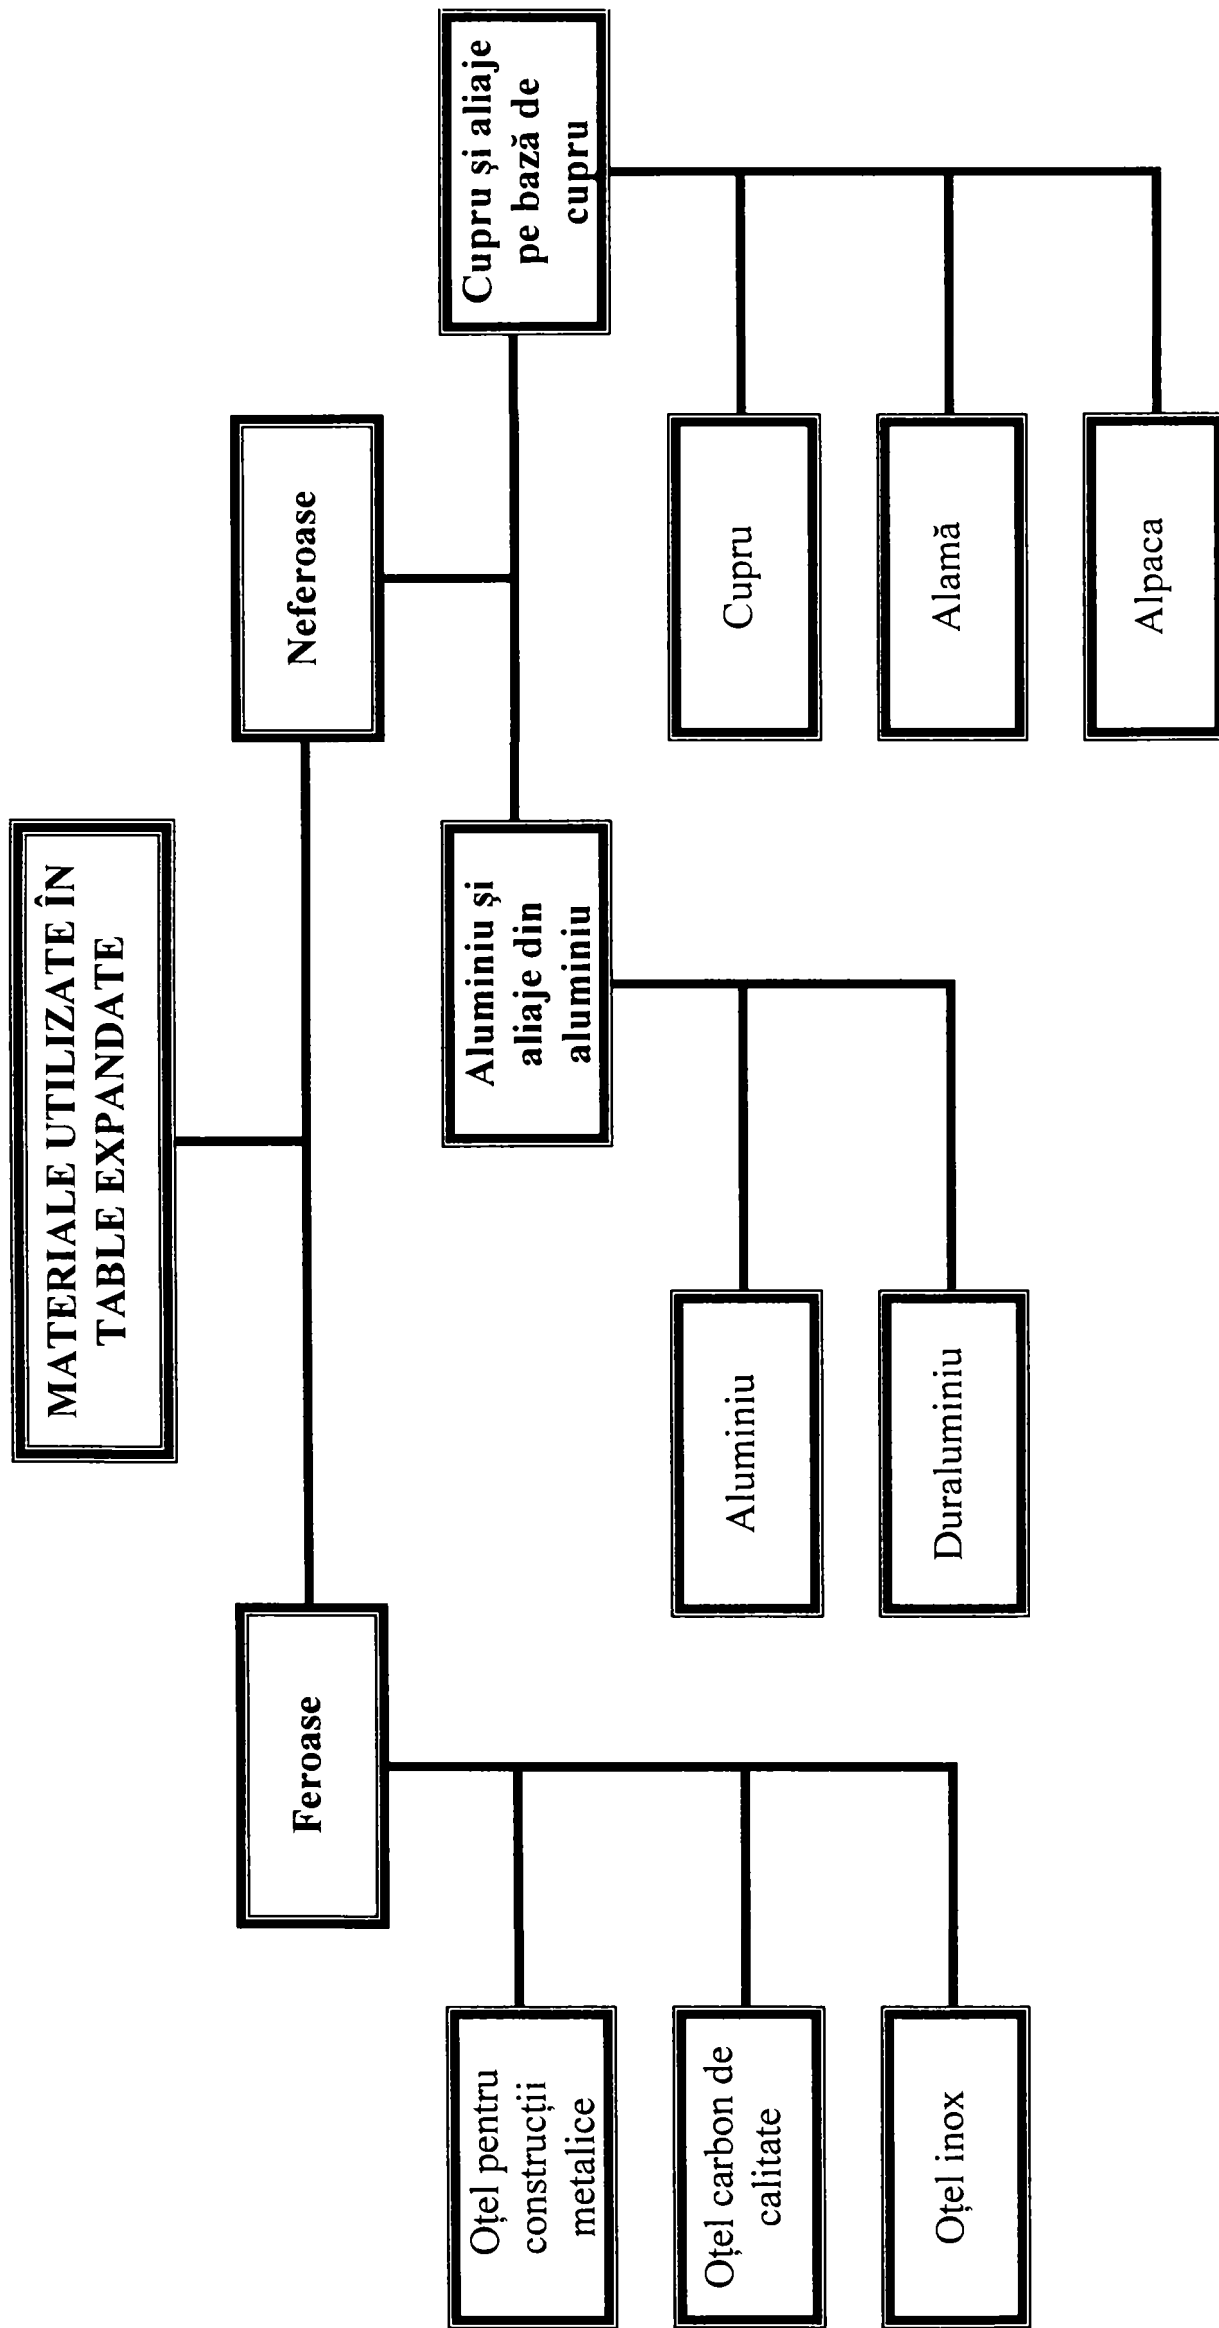 MATERIALE UTILIZATE ÎN
TABLE EXPANDATE
Feroase
Neferoase
Oțel pentru
construcții
metalice
Oțel carbon de
calitate
Oțel inox
Aluminiu și
aliaje din
aluminiu
Aluminiu
Duraluminiu
Cupru și aliaje
pe bază de
cupru
Cupru
Alamă
Alpaca